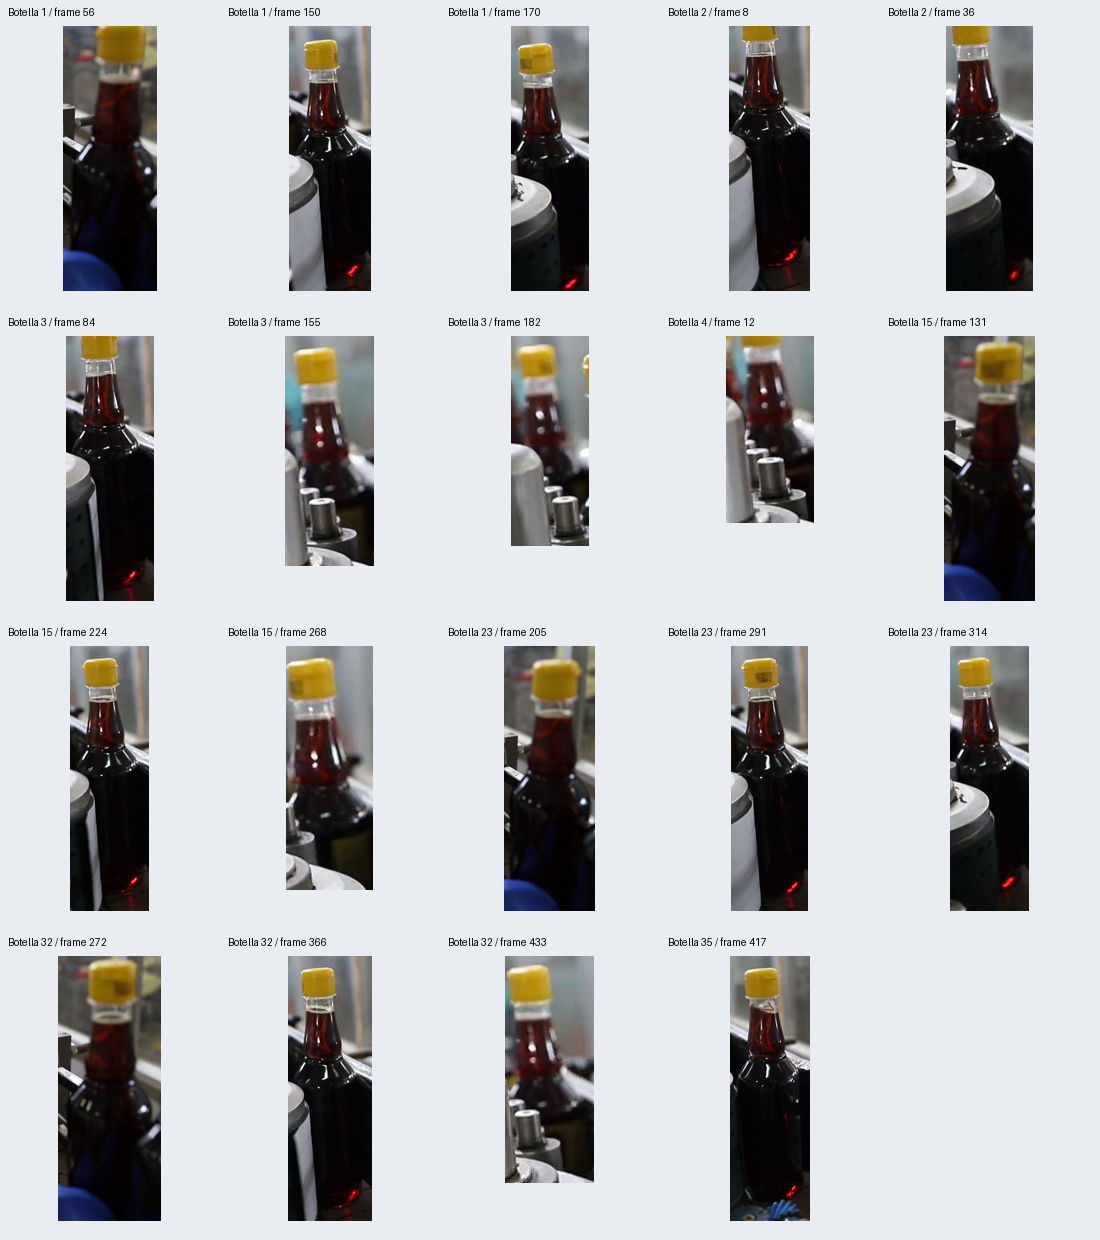 Botella 1 / frame 56
Botella 1 / frame 150
Botella 1 / frame 170
Botella 2 / frame 8
Botella 2 / frame 36
Botella 3 / frame 84
Botella 3 / frame 155
Botella 3 / frame 182
Botella 4 / frame 12
Botella 15 / frame 131
Botella 15 / frame 224
Botella 15 / frame 268
Botella 23 / frame 205
Botella 23 / frame 291
Botella 23 / frame 314
Botella 32 / frame 272
Botella 32 / frame 366
Botella 32 / frame 433
Botella 35 / frame 417